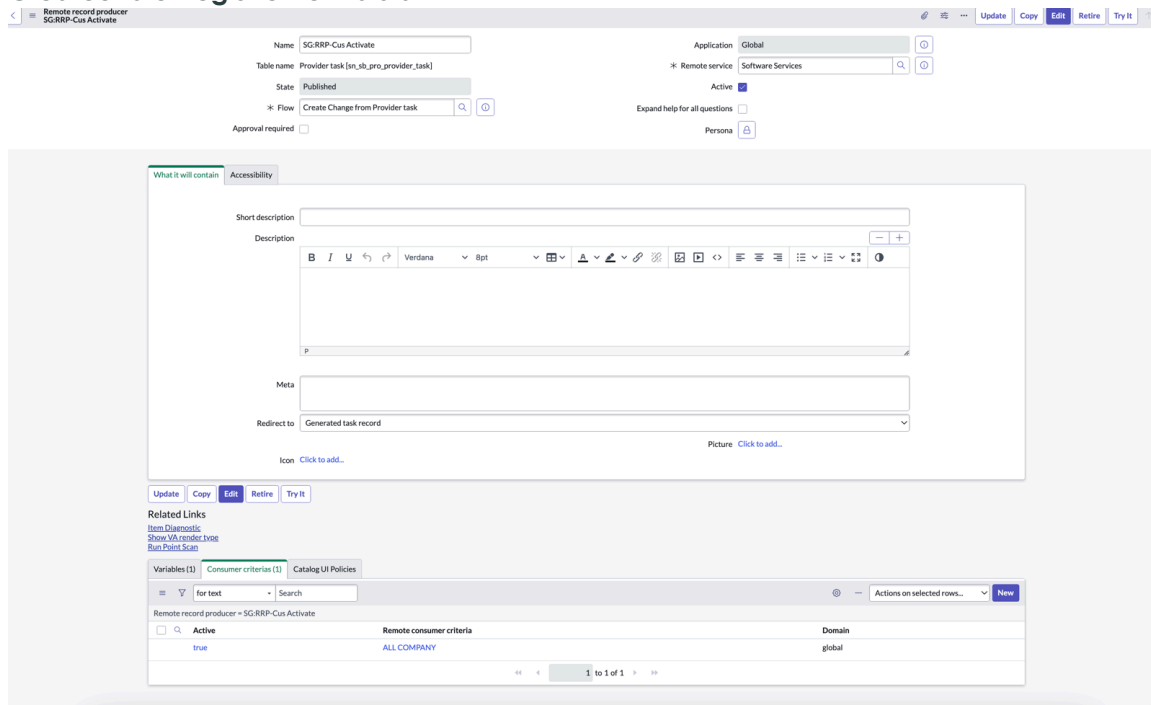 Remote record producer
SG:RRP-Cus Activate
Update Copy Edit Retire Try It
Name SG:RRP-Cus Activate
Application Global
Table name Provider task [sn_sb_pro_provider_task]
* Remote service Software Services
State Published
Active
* Flow Create Change from Provider task
Expand help for all questions
Approval required
Persona
What it will contain Accessibility
Short description
Description
B I U Verdana 8pt A
P
Meta
Redirect to Generated task record
Picture Click to add...
Icon Click to add...
Update Copy Edit Retire Try It
Related Links
Item Diagnostic
Show VA render type
Run Point Scan
Variables (1) Consumer criterias (1) Catalog UI Policies
for text Search Actions on selected rows... New
Remote record producer = SG:RRP-Cus Activate
Active Remote consumer criteria Domain
true ALL COMPANY global
1 to 1 of 1